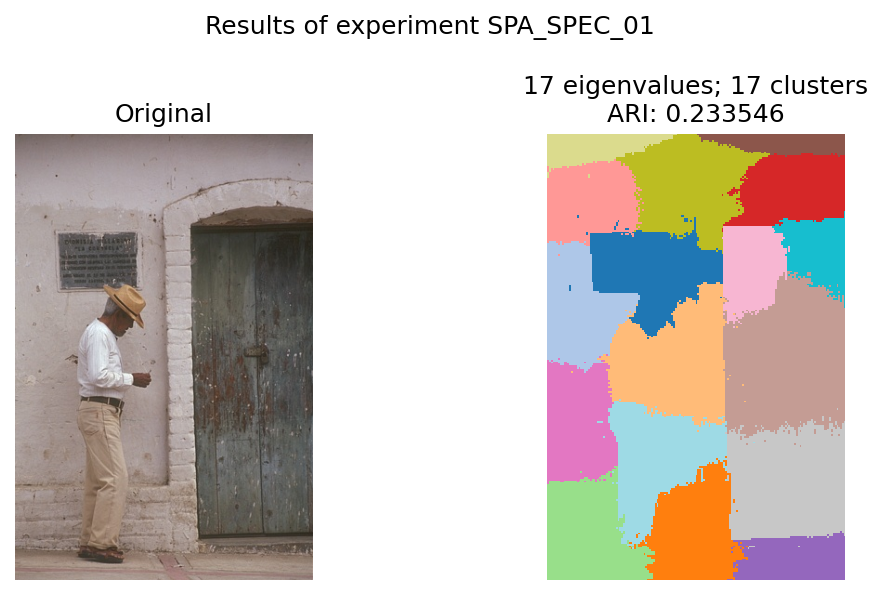 Results of experiment SPA_SPEC_01
Original
17 eigenvalues; 17 clusters
ARI: 0.233546